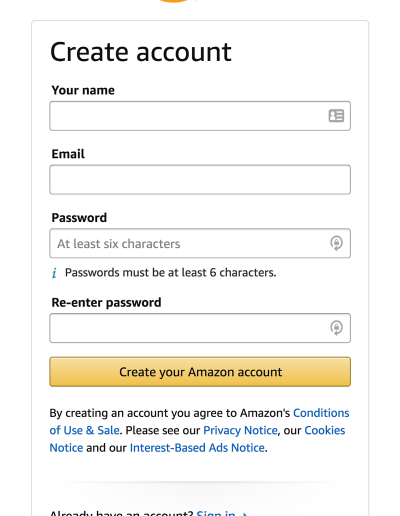 Create account
Your name
Email
Password
At least six characters
i Passwords must be at least 6 characters.
Re-enter password
Create your Amazon account
By creating an account you agree to Amazon's Conditions
of Use & Sale. Please see our Privacy Notice, our Cookies
Notice and our Interest-Based Ads Notice.
Already have an account? Sign in